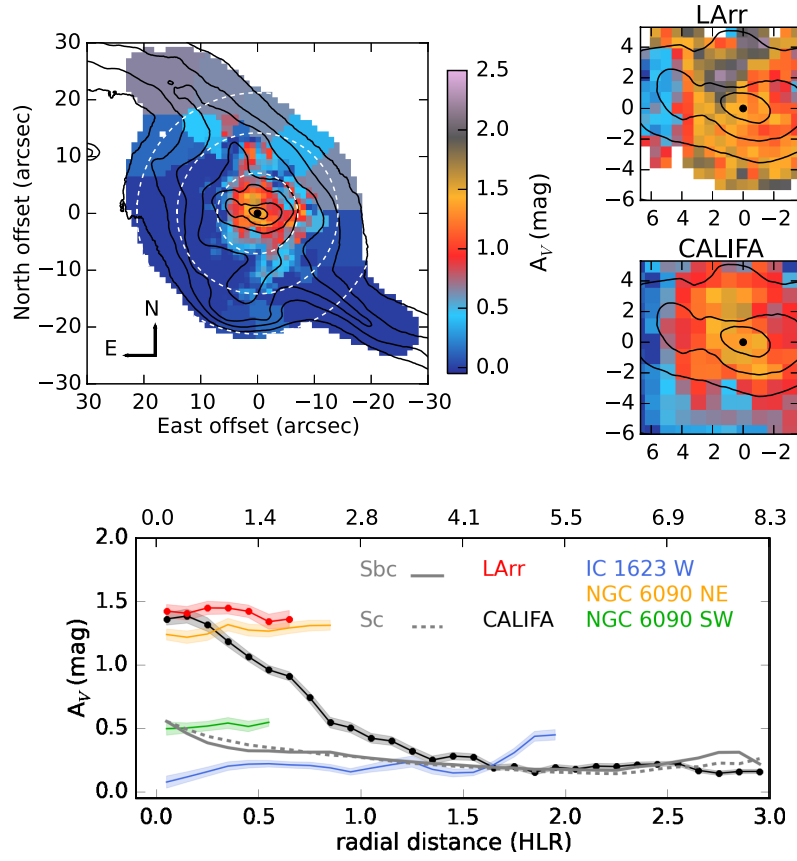 LArr
30
20
10
0
−10
−20
−30
North offset (arcsec)
N
E
30 20 10 0 −10 −20 −30
East offset (arcsec)
2.5
2.0
1.5
1.0
0.5
0.0
A_V (mag)
4
2
0
−2
−4
−6
6 4 2 0 −2
CALIFA
4
2
0
−2
−4
−6
6 4 2 0 −2
0.0 1.4 2.8 4.1 5.5 6.9 8.3
2.0
1.5
1.0
0.5
0.0
A_V (mag)
Sbc LArr IC 1623 W
NGC 6090 NE
Sc CALIFA NGC 6090 SW
0.0 0.5 1.0 1.5 2.0 2.5 3.0
radial distance (HLR)